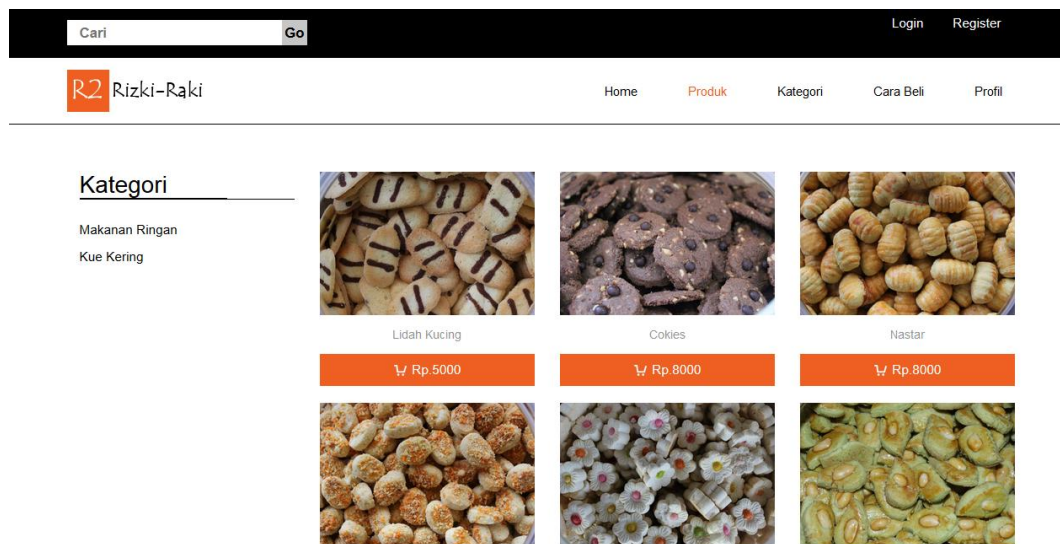 Cari
Go
Login
Register
R2 Rizki-Raki
Home
Produk
Kategori
Cara Beli
Profil
Kategori
Makanan Ringan
Kue Kering
Lidah Kucing
Cokies
Nastar
Rp.5000
Rp.8000
Rp.8000